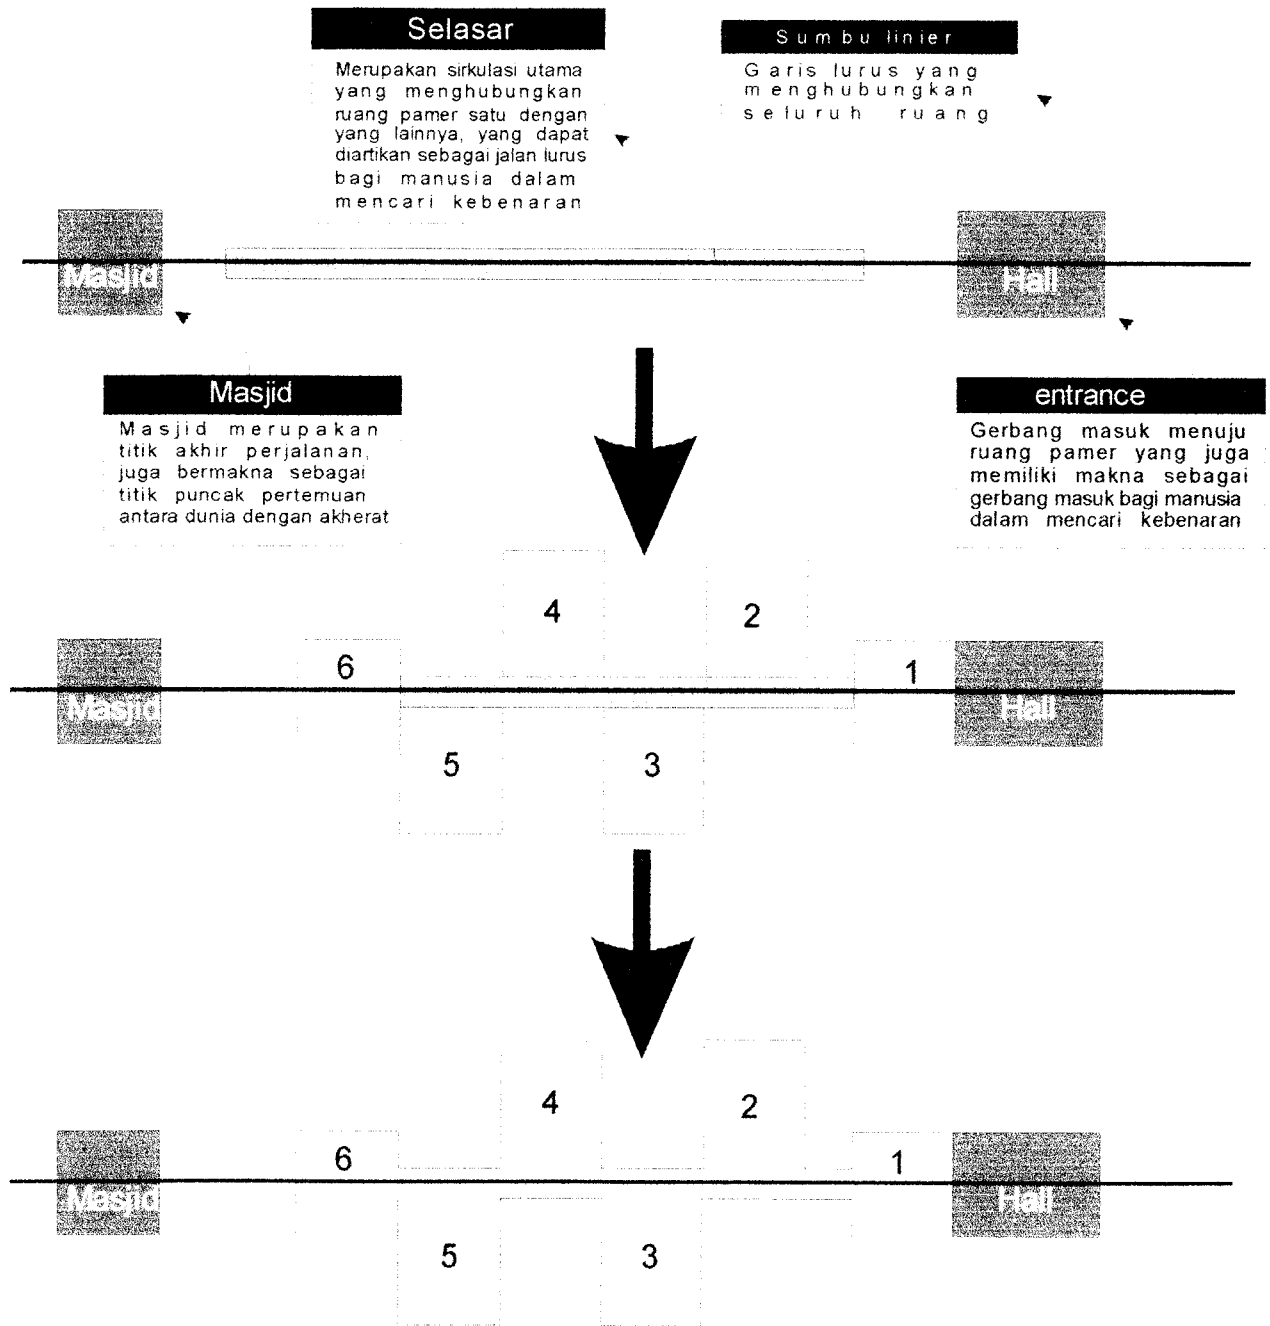 Selasar
Merupakan sirkulasi utama
yang menghubungkan
ruang pamer satu dengan
yang lainnya, yang dapat
diartikan sebagai jalan lurus
bagi manusia dalam
mencari kebenaran
Sumbu linier
Garis lurus yang
menghubungkan
seluruh ruang
Masjid
Hall
Masjid
Masjid merupakan
titik akhir perjalanan,
juga bermakna sebagai
titik puncak pertemuan
antara dunia dengan akherat
entrance
Gerbang masuk menuju
ruang pamer yang juga
memiliki makna sebagai
gerbang masuk bagi manusia
dalam mencari kebenaran
4
2
6
1
Masjid
Hall
5
3
4
2
6
1
Masjid
Hall
5
3